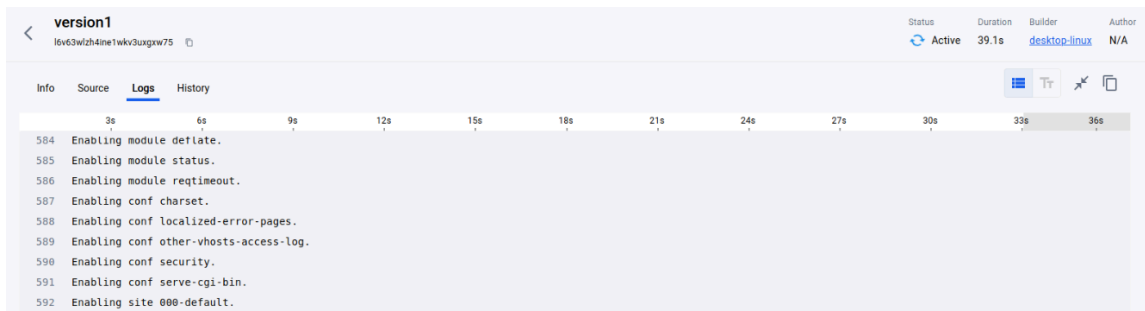 version1
l6v63wlzh4ine1wkv3uxgxw75
Status Duration Builder Author
Active 39.1s desktop-linux N/A
Info Source Logs History
Tr
3s 6s 9s 12s 15s 18s 21s 24s 27s 30s 33s 36s
584 Enabling module deflate.
585 Enabling module status.
586 Enabling module reqtimeout.
587 Enabling conf charset.
588 Enabling conf localized-error-pages.
589 Enabling conf other-vhosts-access-log.
590 Enabling conf security.
591 Enabling conf serve-cgi-bin.
592 Enabling site 000-default.